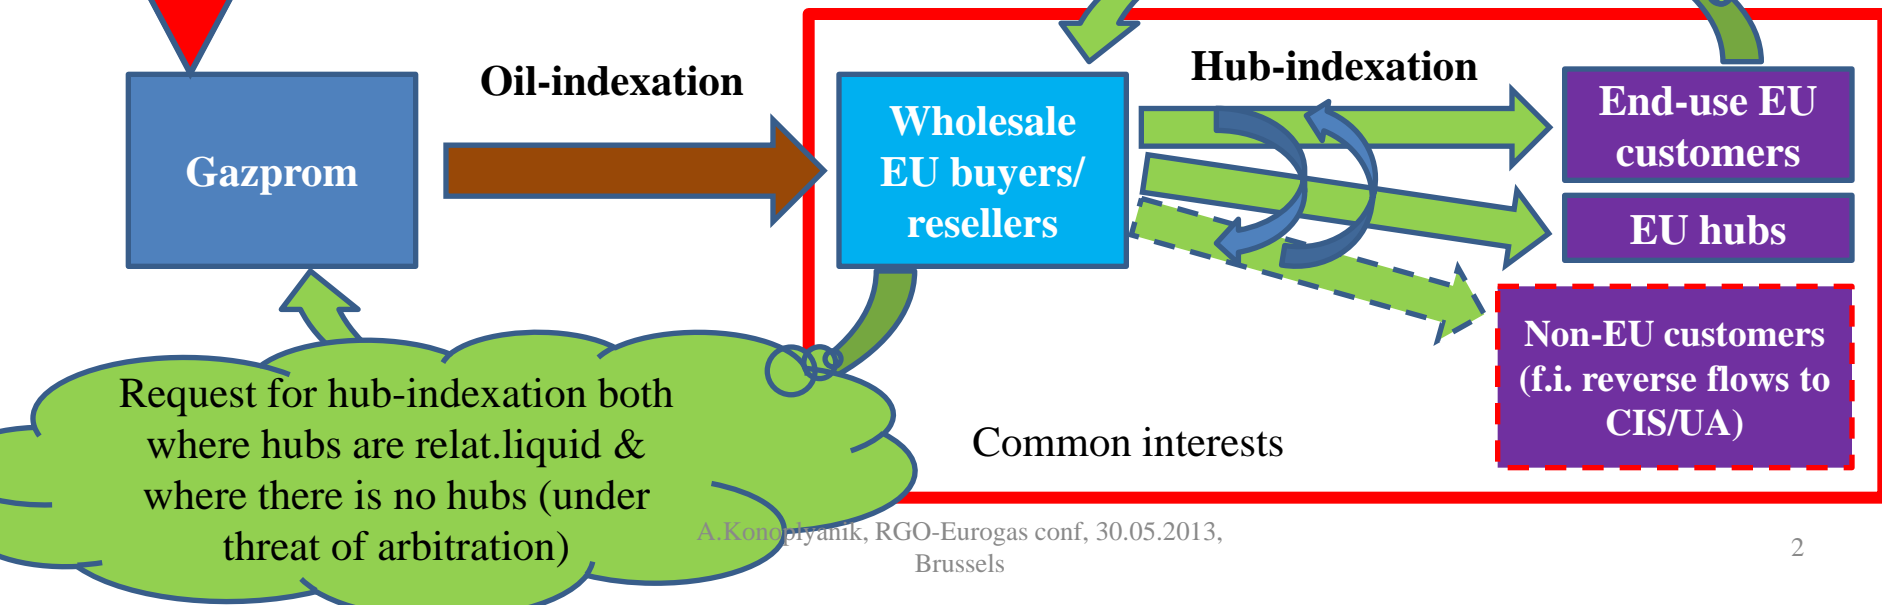 Oil-indexation
Hub-indexation
Gazprom
Wholesale
EU buyers/
resellers
End-use EU
customers
EU hubs
Non-EU customers
(f.i. reverse flows to
CIS/UA)
Request for hub-indexation both
where hubs are relat.liquid &
where there is no hubs (under
threat of arbitration)
Common interests
A.Konoplyanik, RGO-Eurogas conf, 30.05.2013,
Brussels
2